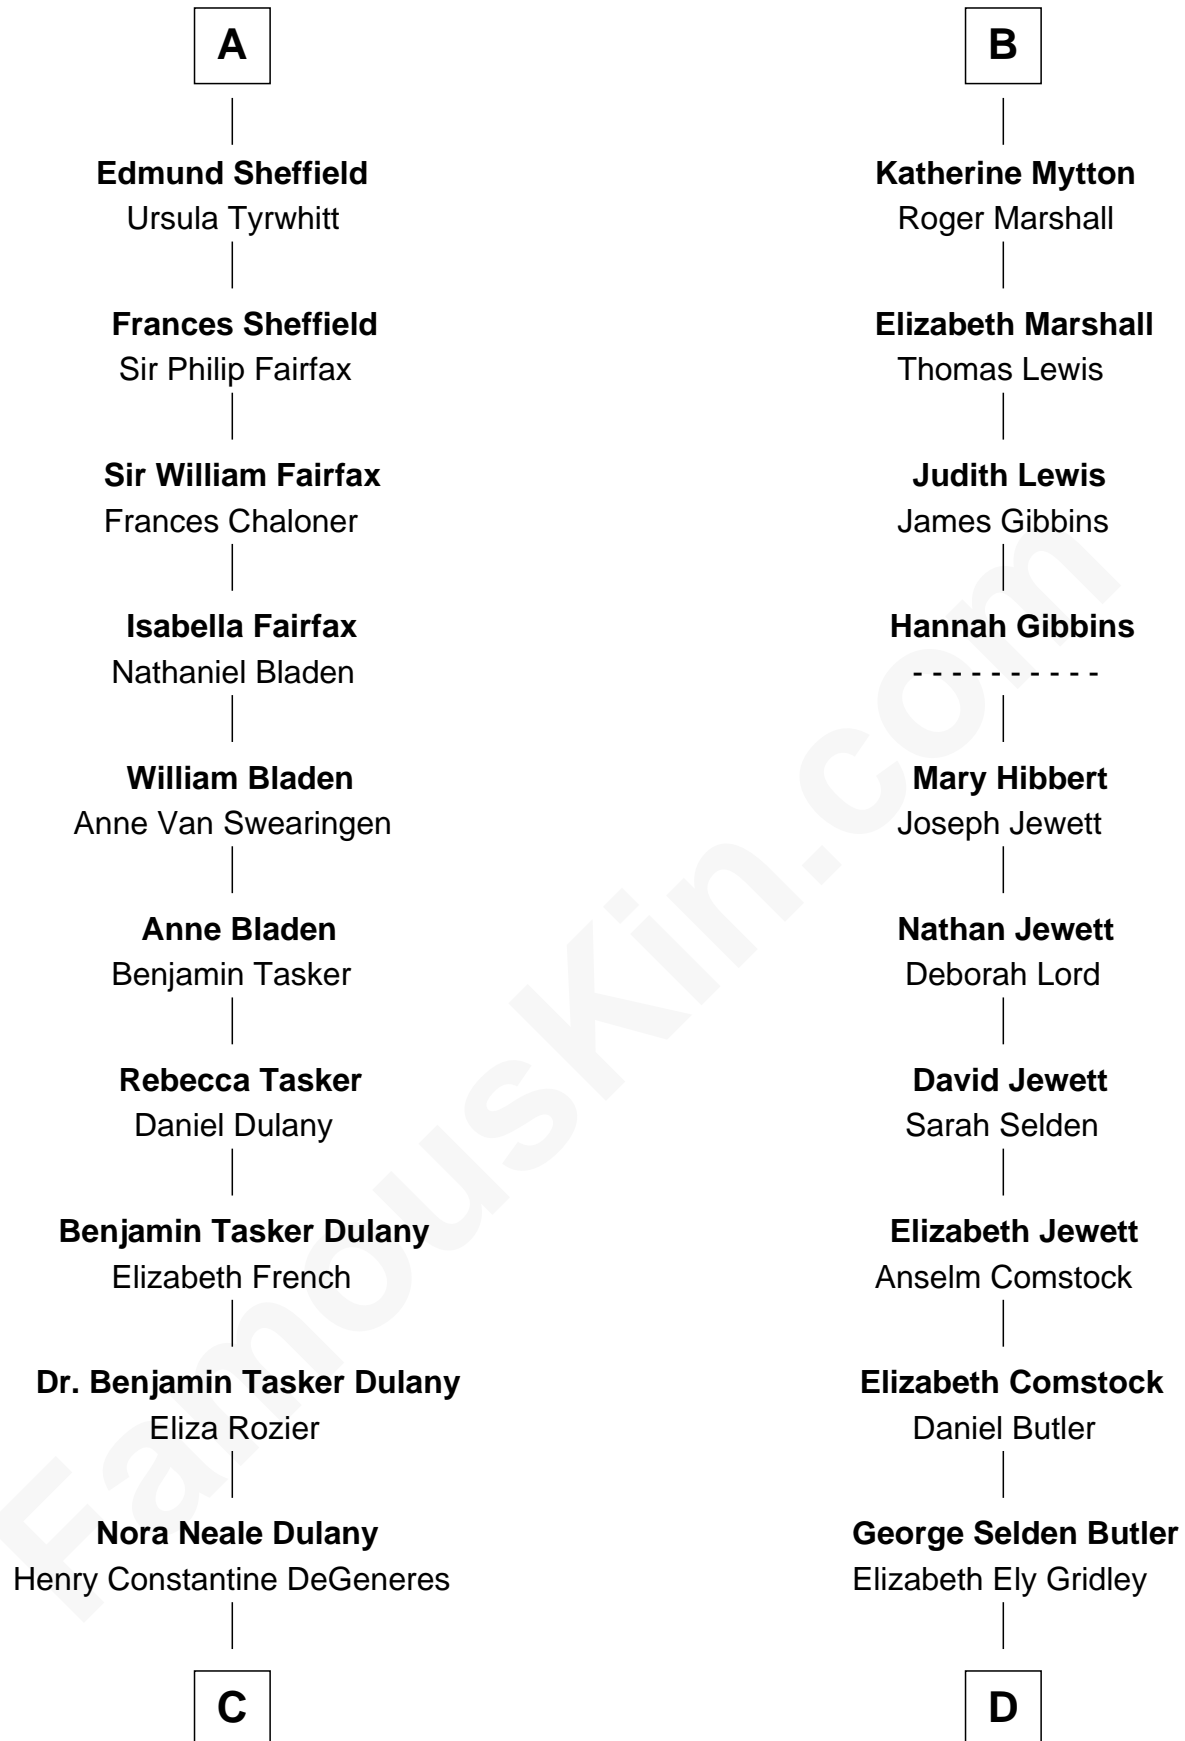 A
Edmund Sheffield
Ursula Tyrwhitt
Frances Sheffield
Sir Philip Fairfax
Sir William Fairfax
Frances Chaloner
Isabella Fairfax
Nathaniel Bladen
William Bladen
Anne Van Swearingen
Anne Bladen
Benjamin Tasker
Rebecca Tasker
Daniel Dulany
Benjamin Tasker Dulany
Elizabeth French
Dr. Benjamin Tasker Dulany
Eliza Rozier
Nora Neale Dulany
Henry Constantine DeGeneres
C
B
Katherine Mytton
Roger Marshall
Elizabeth Marshall
Thomas Lewis
Judith Lewis
James Gibbins
Hannah Gibbins
- - - - - - - - - -
Mary Hibbert
Joseph Jewett
Nathan Jewett
Deborah Lord
David Jewett
Sarah Selden
Elizabeth Jewett
Anselm Comstock
Elizabeth Comstock
Daniel Butler
George Selden Butler
Elizabeth Ely Gridley
D
FamousKin.com